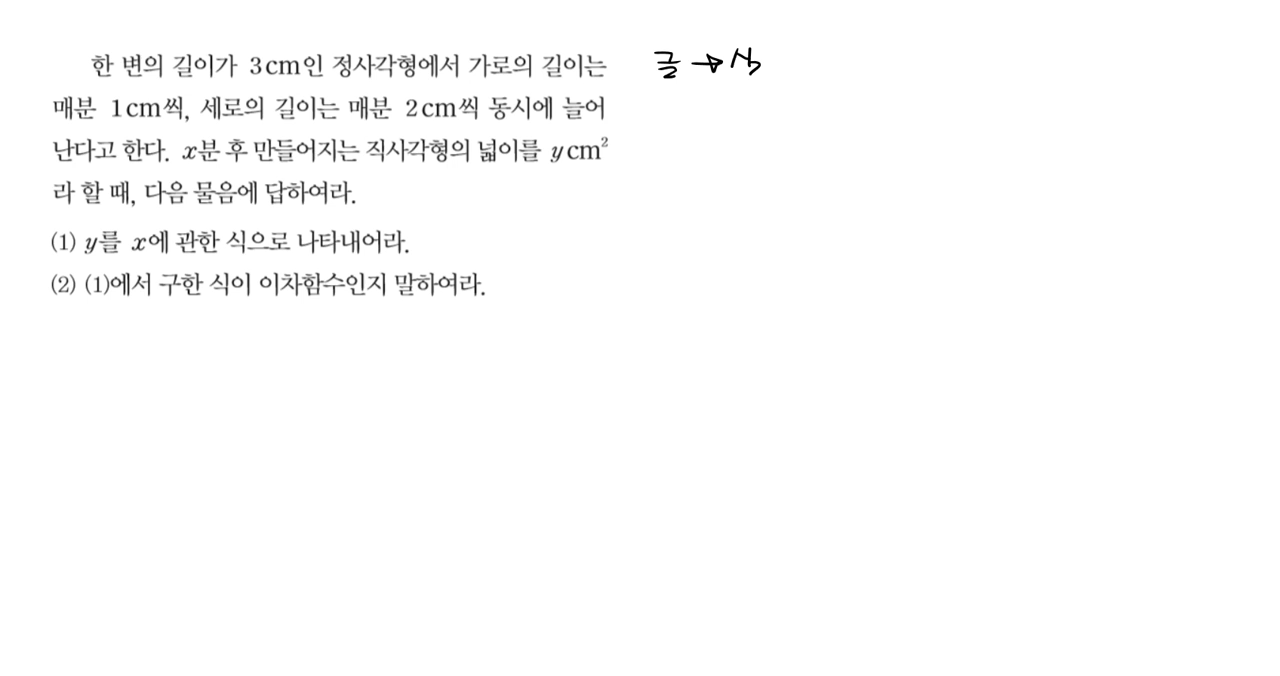 한 변의 길이가 3cm인 정사각형에서 가로의 길이는
매분 1cm씩, 세로의 길이는 매분 2cm씩 동시에 늘어
난다고 한다. x분 후 만들어지는 직사각형의 넓이를 y cm²
라 할 때, 다음 물음에 답하여라.
(1) y를 x에 관한 식으로 나타내어라.
(2) (1)에서 구한 식이 이차함수인지 말하여라.
글 → 식